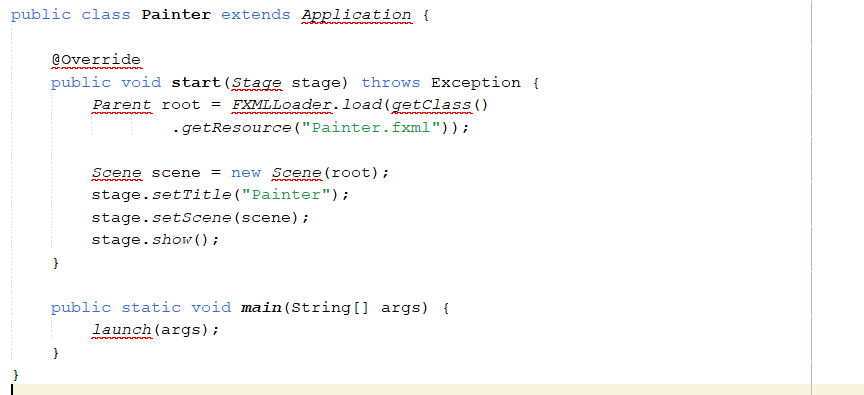 public class Painter extends Application {
@Override
public void start(Stage stage) throws Exception {
Parent root = FXMLLoader.load(getClass()
.getResource("Painter.fxml"));
Scene scene = new Scene(root);
stage.setTitle("Painter");
stage.setScene(scene);
stage.show();
}
public static void main(String[] args) {
launch(args);
}
}